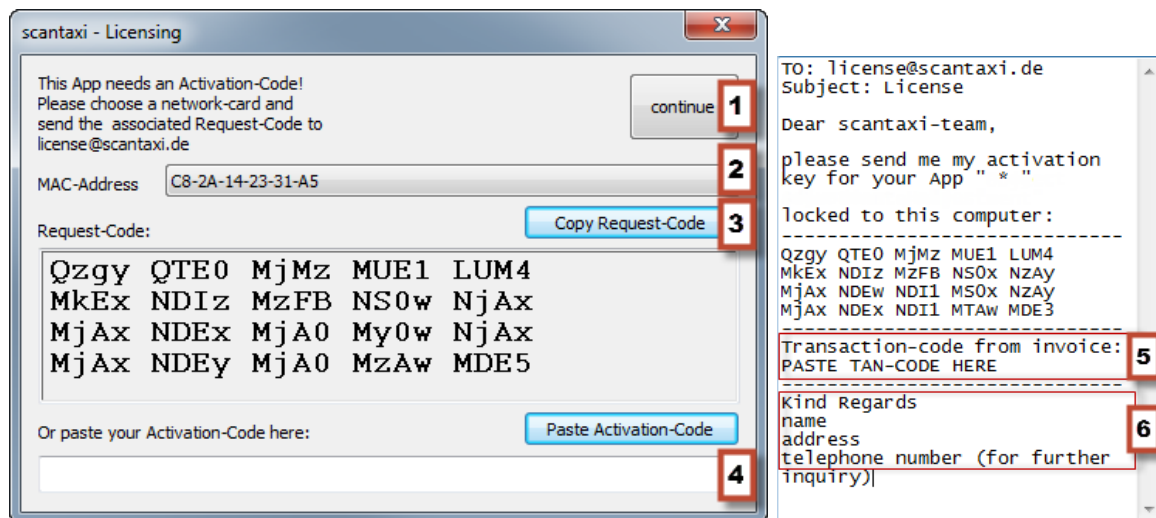 scantaxi - Licensing
This App needs an Activation-Code!
Please choose a network-card and
send the associated Request-Code to
license@scantaxi.de
continue
1
MAC-Address
C8-2A-14-23-31-A5
2
Copy Request-Code
3
Request-Code:
Qzgy QTE0 MjMz MUE1 LUM4
MkEx NDIz MzFB NS0w NjAx
MjAx NDEx MjA0 My0w NjAx
MjAx NDEy MjA0 MzAw MDE5
Or paste your Activation-Code here:
Paste Activation-Code
4
TO: license@scantaxi.de
Subject: License
Dear scantaxi-team,
please send me my activation
key for your App " * "
locked to this computer:
------------------------------
Qzgy QTE0 MjMz MUE1 LUM4
MkEx NDIz MzFB NS0x NzAy
MjAx NDEw NDI1 MS0x NzAy
MjAx NDEx NDI1 MTAw MDE3
------------------------------
Transaction-code from invoice:
PASTE TAN-CODE HERE
5
------------------------------
Kind Regards
name
address
telephone number (for further
inquiry)
6